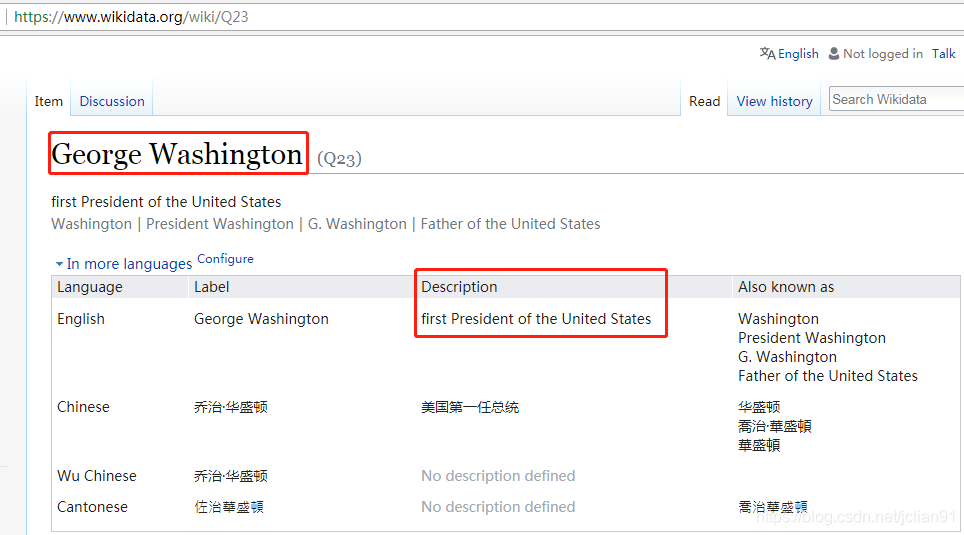 https://www.wikidata.org/wiki/Q23
English Not logged in Talk
Item Discussion Read View history Search Wikidata
George Washington (Q23)
first President of the United States
Washington | President Washington | G. Washington | Father of the United States
In more languages Configure
Language Label Description Also known as
English George Washington first President of the United States Washington
President Washington
G. Washington
Father of the United States
Chinese 乔治·华盛顿 美国第一任总统 华盛顿
喬治·華盛頓
華盛頓
Wu Chinese 乔治·华盛顿 No description defined
Cantonese 佐治華盛頓 No description defined 喬治華盛頓
https://blog.csdn.net/jclian91